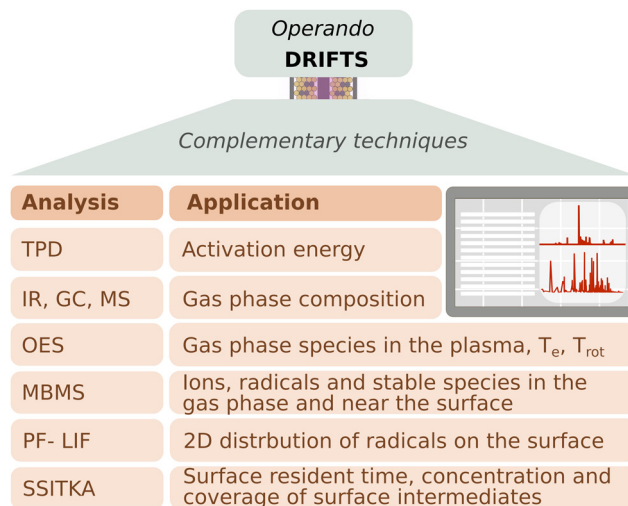 Operando
DRIFTS
Complementary techniques
Analysis Application
TPD Activation energy
IR, GC, MS Gas phase composition
OES Gas phase species in the plasma, Te, Trot
MBMS Ions, radicals and stable species in the
gas phase and near the surface
PF- LIF 2D distrbution of radicals on the surface
SSITKA Surface resident time, concentration and
coverage of surface intermediates